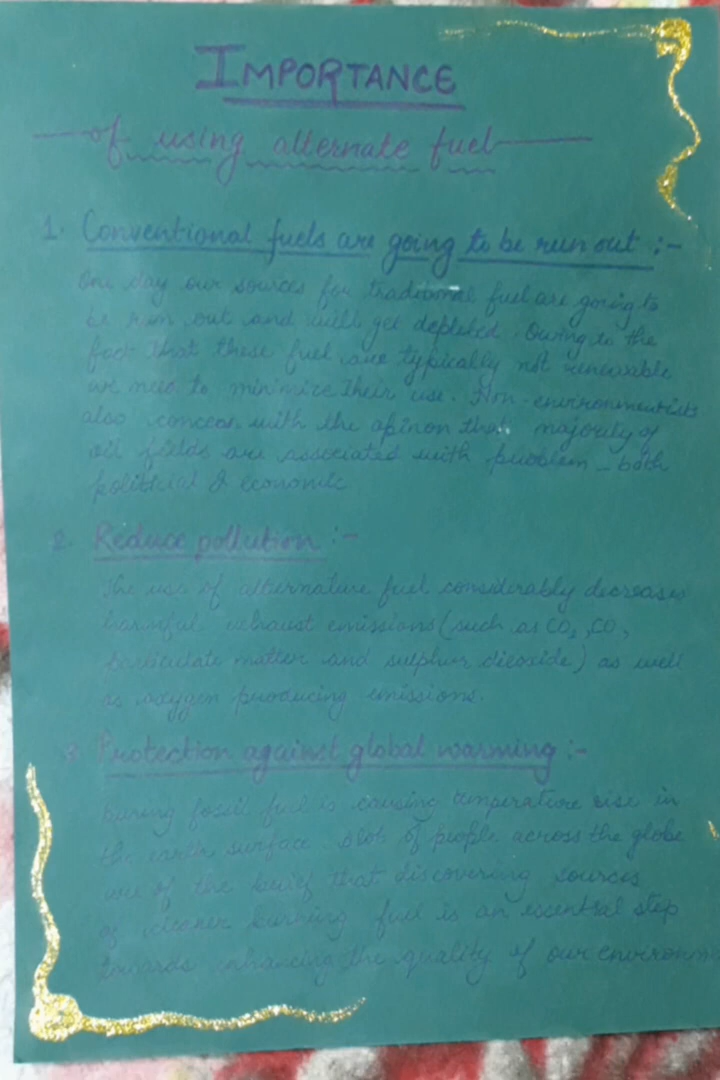 IMPORTANCE
of using alternate fuel
1. Conventional fuels are going to be run out :-
One day our sources for traditional fuel are going to
be run out and will get depleted. Owing to the
fact that these fuel are typically not renewable
we need to minimize their use. Non-environmentists
also concern with the opinon that majority of
oil fields are associated with problem - both
political & economic
2. Reduce pollution :-
The use of alternature fuel considerably decreases
harmful exhaust emissions (such as CO2, CO,
particulate matter and sulphur dioxide) as well
as oxygen producing emissions.
3. Protection against global warming :-
Buring fossil fuel is causing temperature rise in
the earth surface. of people across the globe
are of the belief that discovering sources
of cleaner burning fuel is an essential step
towards enhancing the quality of our environm